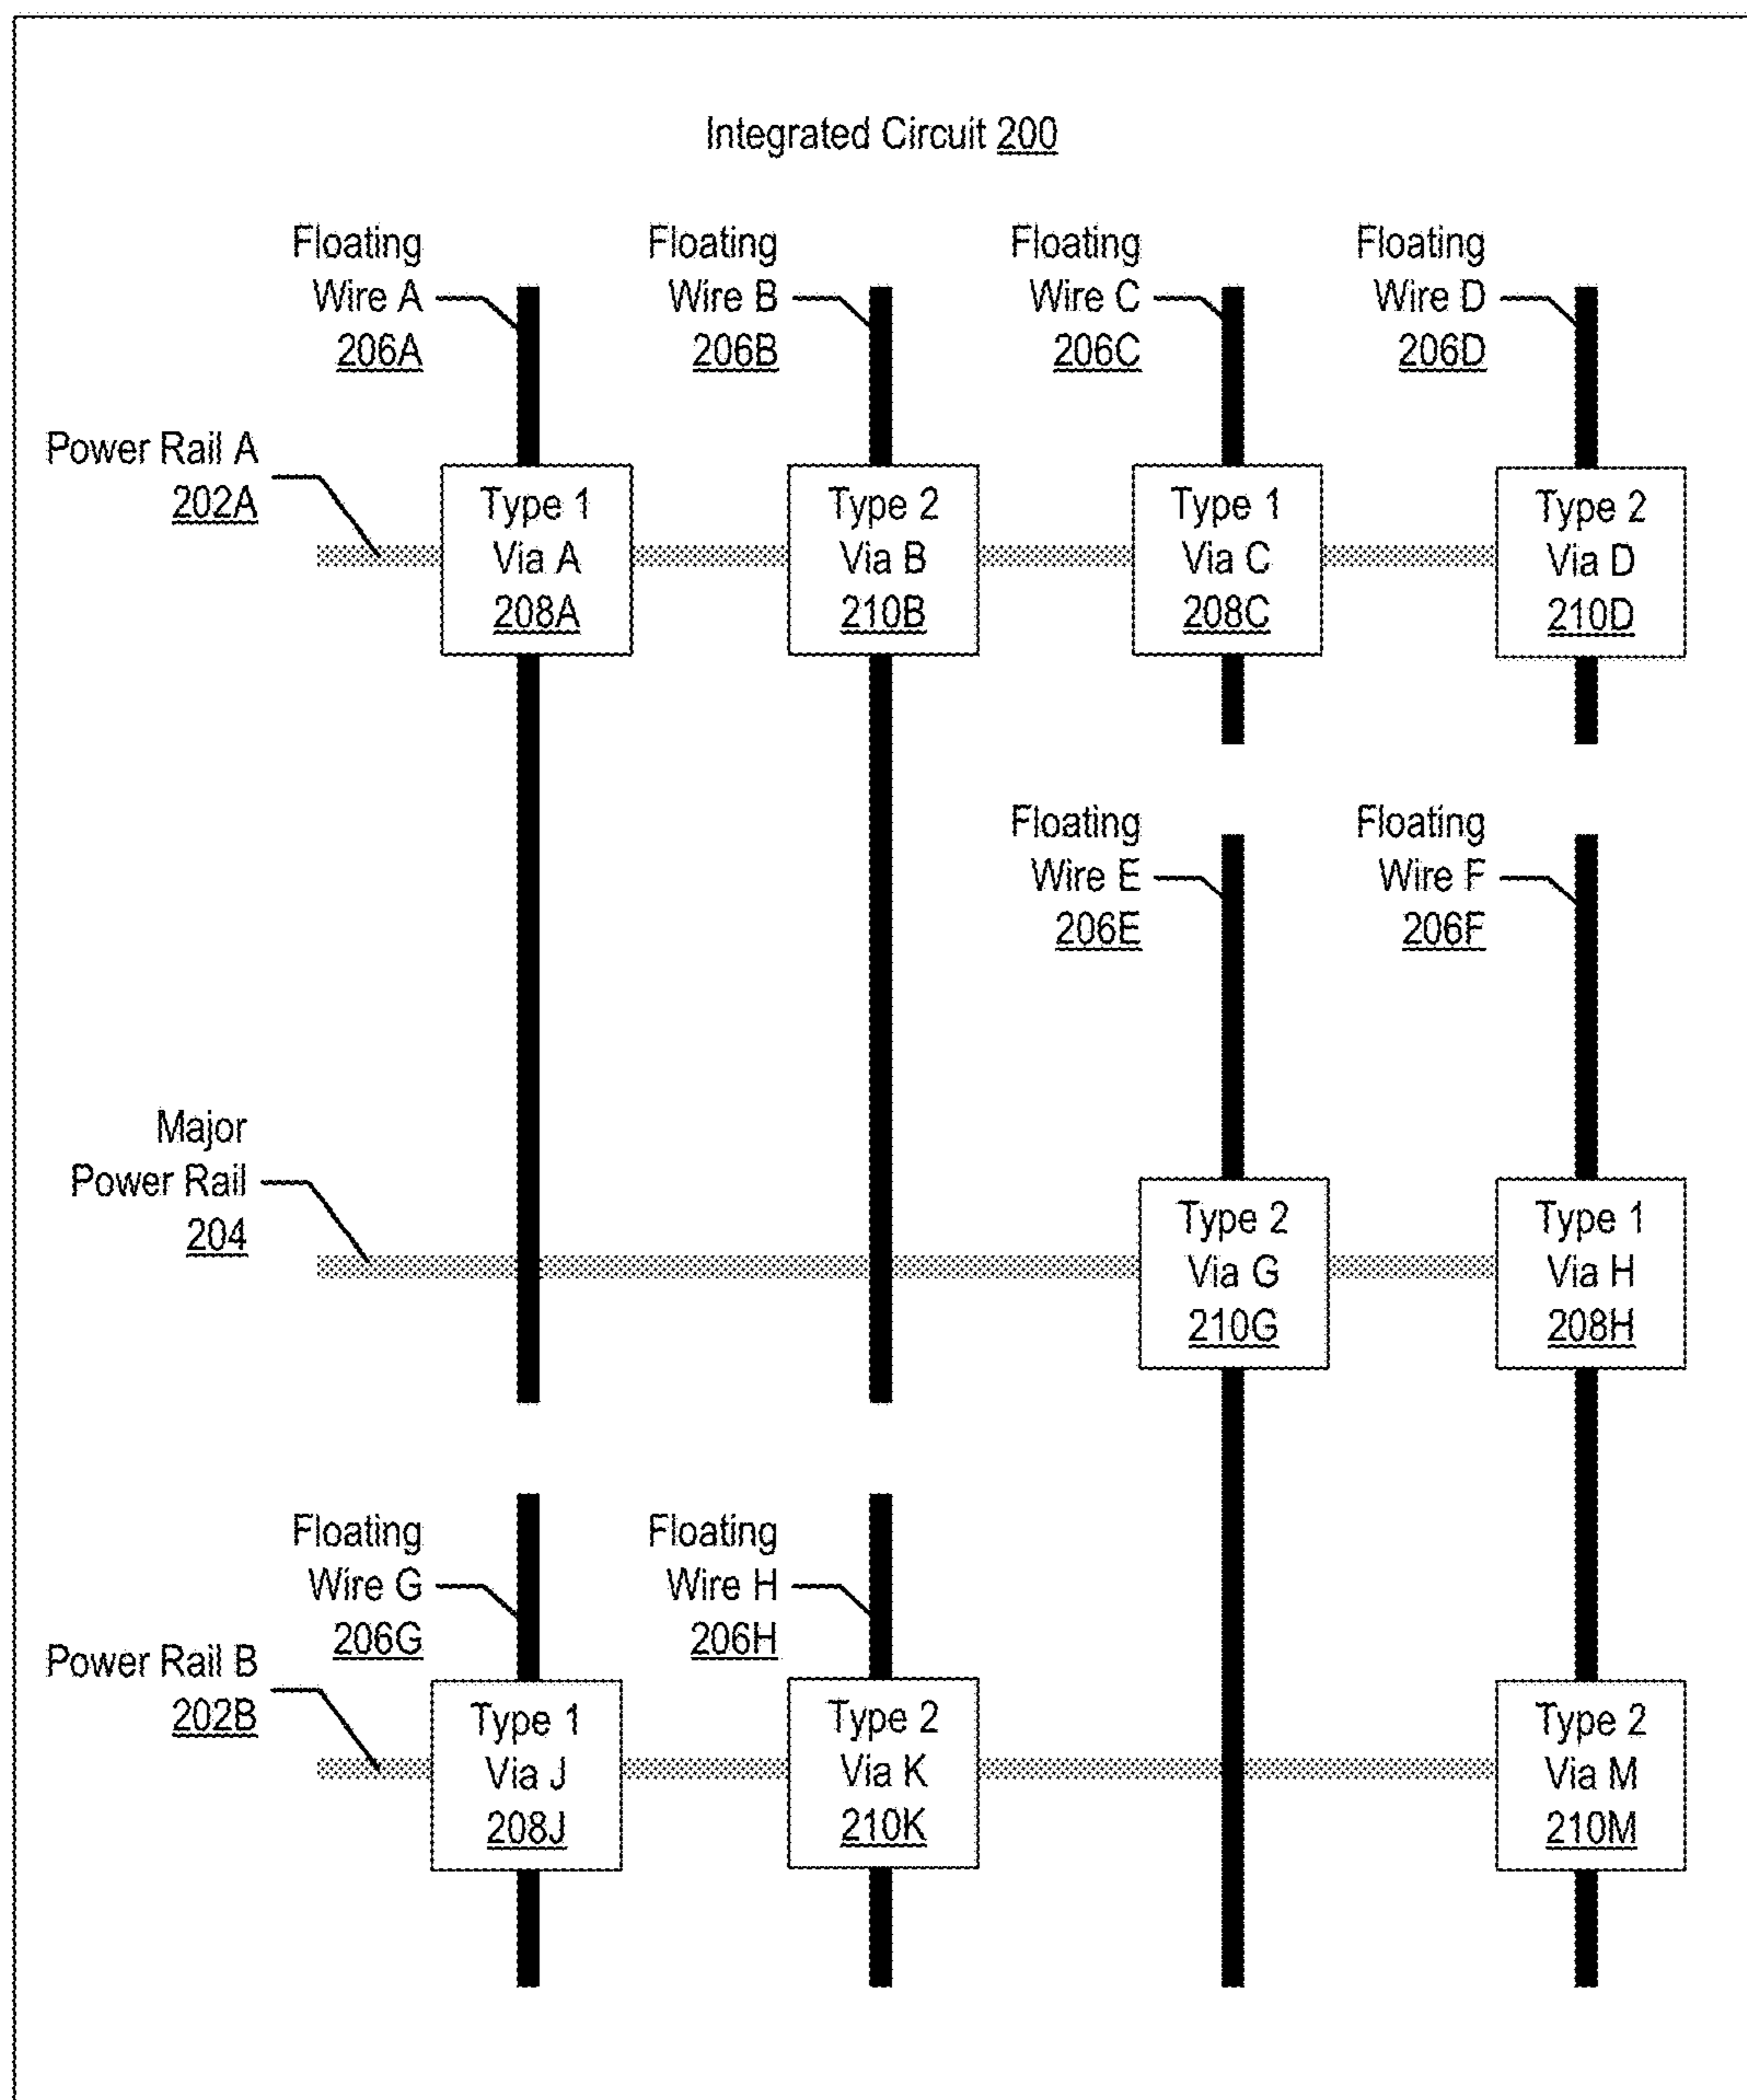 Integrated Circuit 200
Floating
Wire A
206A
Floating
Wire B
206B
Floating
Wire C
206C
Floating
Wire D
206D
Power Rail A
202A
Type 1
Via A
208A
Type 2
Via B
210B
Type 1
Via C
208C
Type 2
Via D
210D
Floating
Wire E
206E
Floating
Wire F
206F
Major
Power Rail
204
Type 2
Via G
210G
Type 1
Via H
208H
Floating
Wire G
206G
Floating
Wire H
206H
Power Rail B
202B
Type 1
Via J
208J
Type 2
Via K
210K
Type 2
Via M
210M